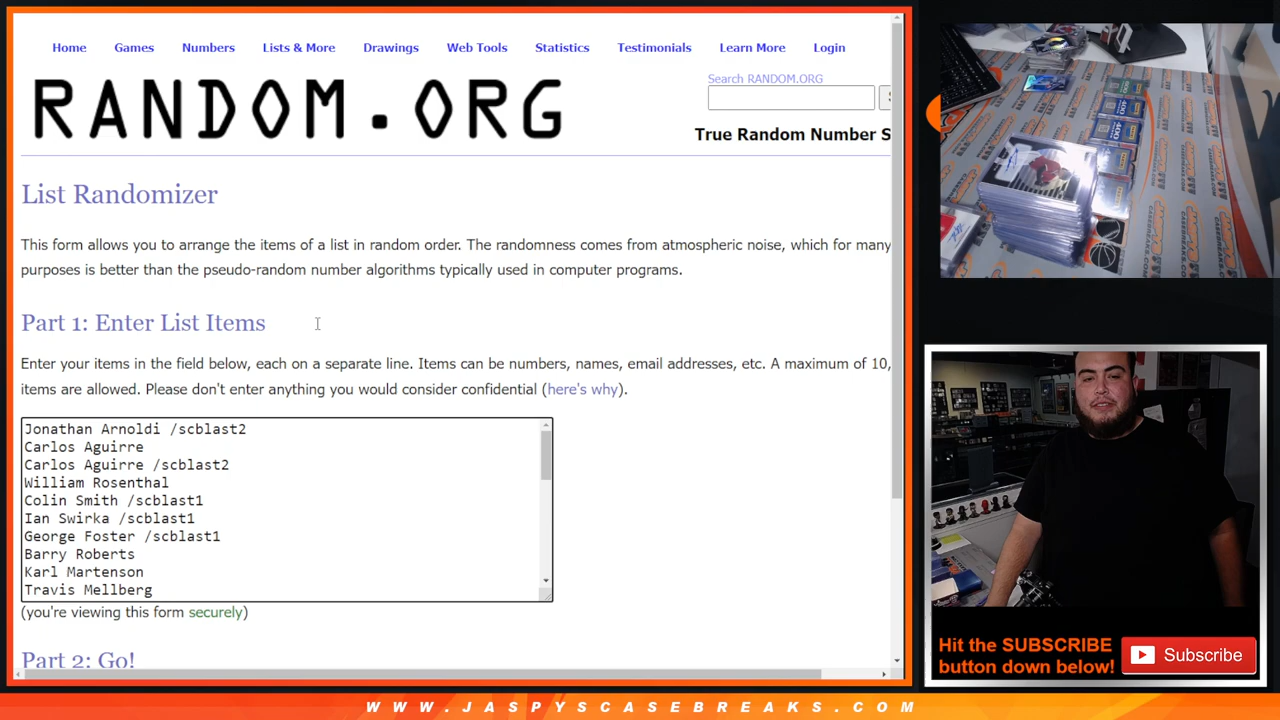 Home Games Numbers Lists & More Drawings Web Tools Statistics Testimonials Learn More Login
RANDOM.ORG
Search RANDOM.ORG
True Random Number S
List Randomizer
This form allows you to arrange the items of a list in random order. The randomness comes from atmospheric noise, which for many
purposes is better than the pseudo-random number algorithms typically used in computer programs.
Part 1: Enter List Items
Enter your items in the field below, each on a separate line. Items can be numbers, names, email addresses, etc. A maximum of 10,
items are allowed. Please don't enter anything you would consider confidential (here's why).
Jonathan Arnoldi /scblast2
Carlos Aguirre
Carlos Aguirre /scblast2
William Rosenthal
Colin Smith /scblast1
Ian Swirka /scblast1
George Foster /scblast1
Barry Roberts
Karl Martenson
Travis Mellberg
(you're viewing this form securely)
Part 2: Go!
Hit the SUBSCRIBE
button down below!
Subscribe
WWW.JASPYSCASEBREAKS.COM